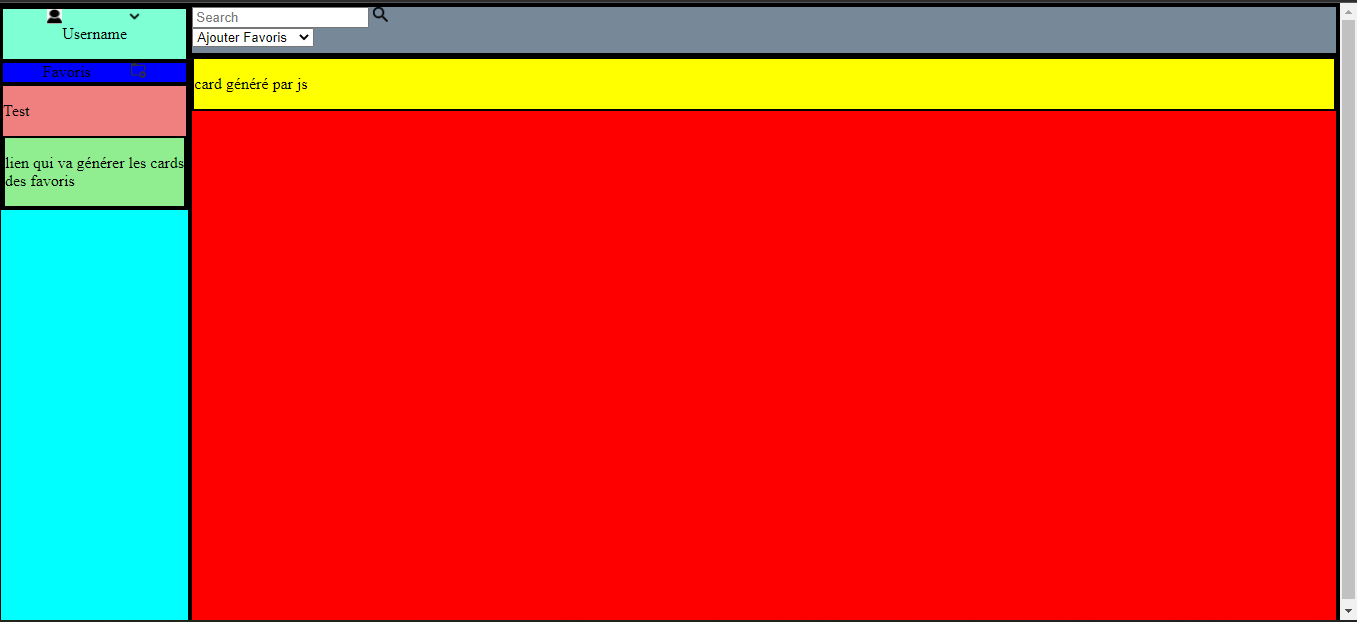 Username
Favoris
Test
lien qui va générer les cards
des favoris
Search
Ajouter Favoris
card généré par js